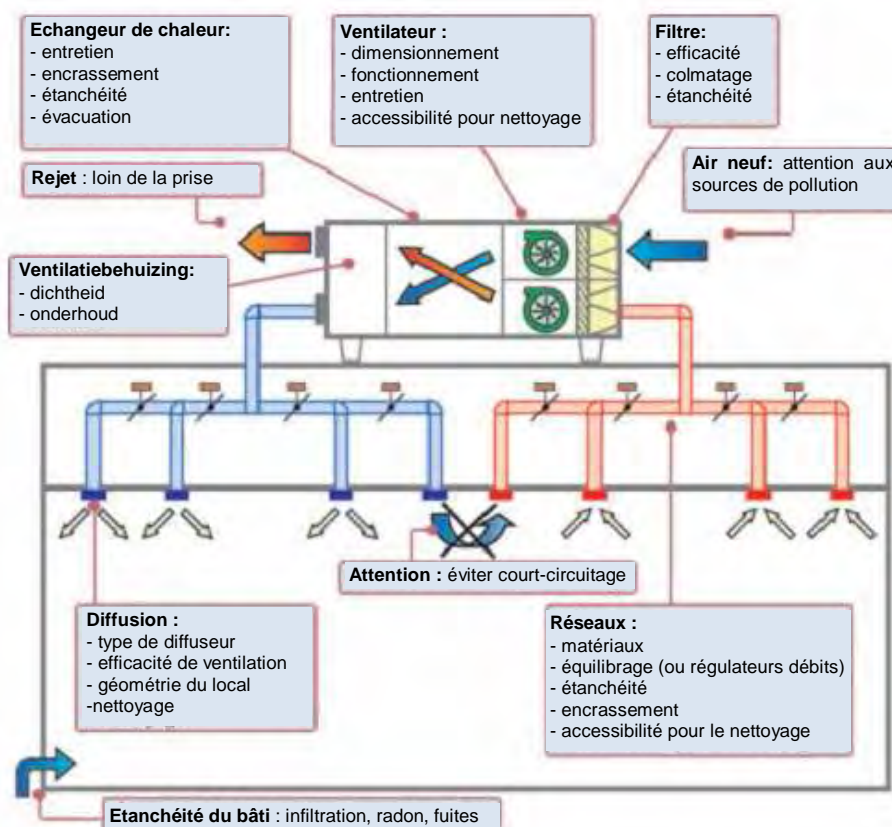 Echangeur de chaleur:
- entretien
- encrassement
- étanchéité
- évacuation
Ventilateur :
- dimensionnement
- fonctionnement
- entretien
- accessibilité pour nettoyage
Filtre:
- efficacité
- colmatage
- étanchéité
Rejet : loin de la prise
Air neuf: attention aux
sources de pollution
Ventilatiebehuizing:
- dichtheid
- onderhoud
Attention : éviter court-circuitage
Diffusion :
- type de diffuseur
- efficacité de ventilation
- géométrie du local
-nettoyage
Réseaux :
- matériaux
- équilibrage (ou régulateurs débits)
- étanchéité
- encrassement
- accessibilité pour le nettoyage
Etanchéité du bâti : infiltration, radon, fuites